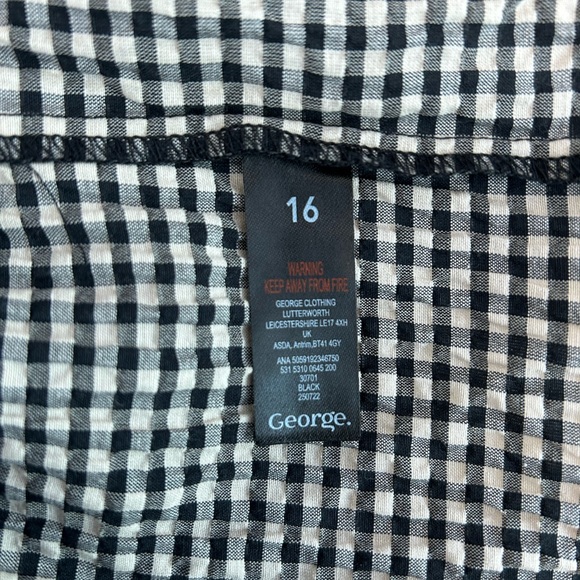 16
WARNING
KEEP AWAY FROM FIRE
GEORGE CLOTHING
LUTTERWORTH
LEICESTERSHIRE LE17 4XH
UK
ASDA, Antrim,BT41 4GY
ANA 5059192346750
531 5310 0645 200
30701
BLACK
250722
George.